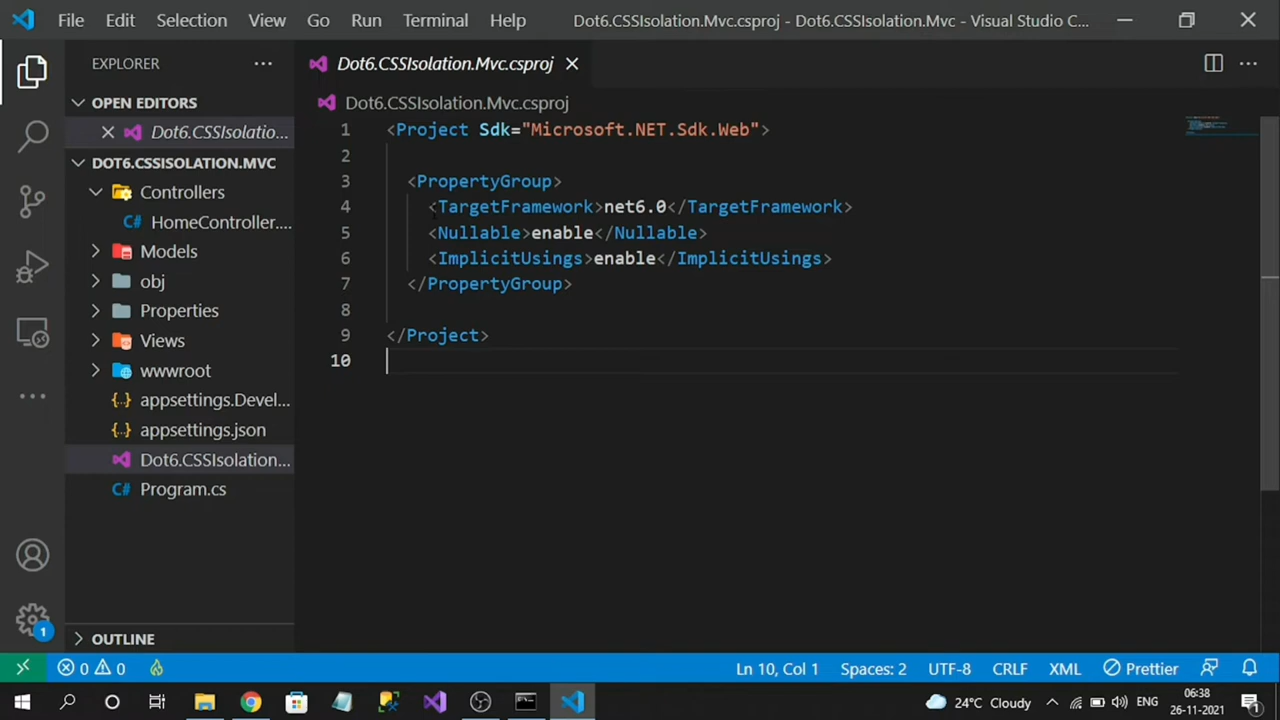 File Edit Selection View Go Run Terminal Help Dot6.CSSIsolation.Mvc.csproj - Dot6.CSSIsolation.Mvc - Visual Studio C...
EXPLORER
OPEN EDITORS
Dot6.CSSIsolatio...
DOT6.CSSISOLATION.MVC
Controllers
HomeController....
Models
obj
Properties
Views
wwwroot
appsettings.Devel...
appsettings.json
Dot6.CSSIsolation...
Program.cs
OUTLINE
Dot6.CSSIsolation.Mvc.csproj
Dot6.CSSIsolation.Mvc.csproj
1 <Project Sdk="Microsoft.NET.Sdk.Web">
2
3 <PropertyGroup>
4 <TargetFramework>net6.0</TargetFramework>
5 <Nullable>enable</Nullable>
6 <ImplicitUsings>enable</ImplicitUsings>
7 </PropertyGroup>
8
9 </Project>
10
1
0 0 Ln 10, Col 1 Spaces: 2 UTF-8 CRLF XML Prettier
24°C Cloudy ENG 06:38
26-11-2021 1